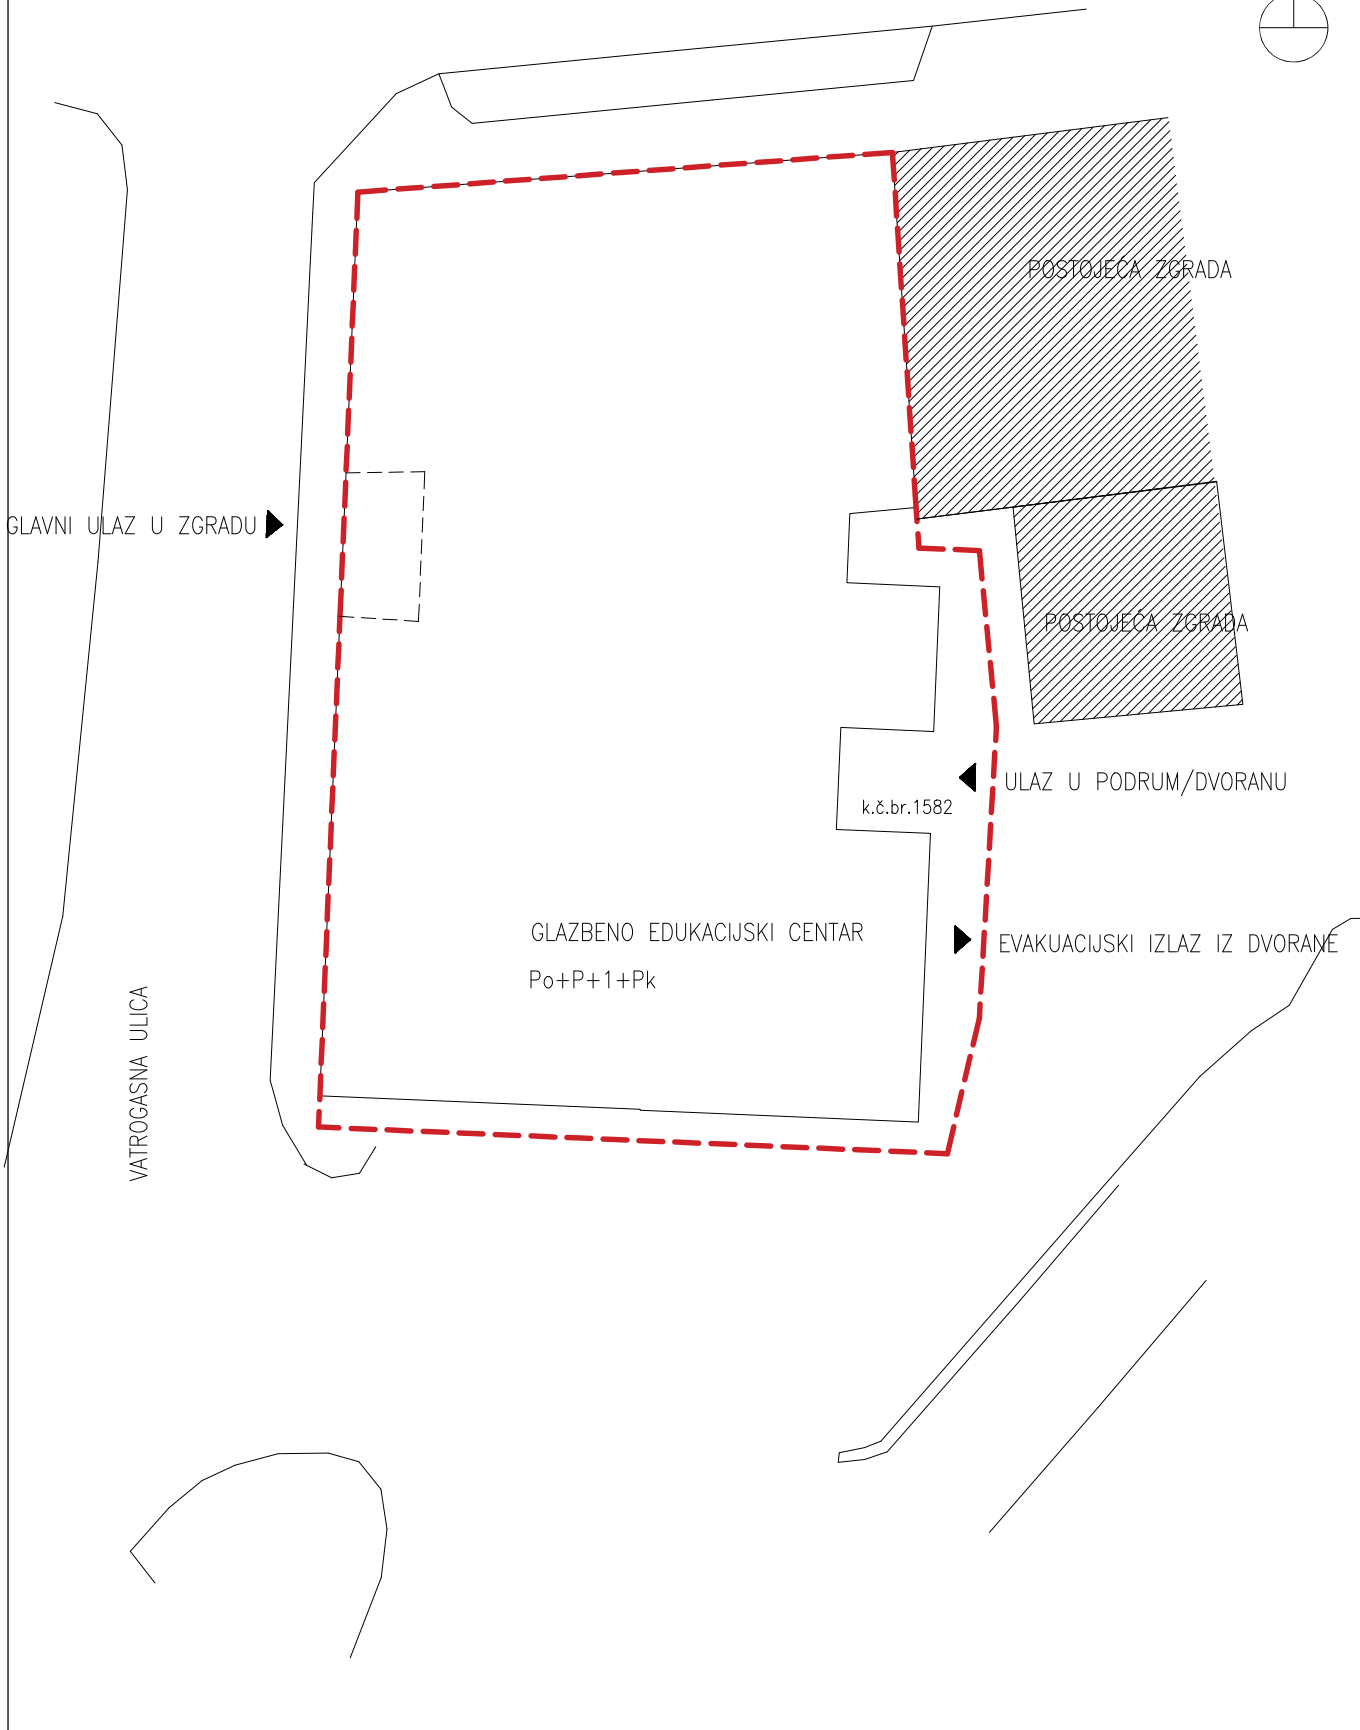 POSTOJEĆA ZGRADA
GLAVNI ULAZ U ZGRADU
POSTOJEĆA ZGRADA
ULAZ U PODRUM/DVORANU
k.č.br.1582
GLAZBENO EDUKACIJSKI CENTAR
EVAKUACIJSKI IZLAZ IZ DVORANE
Po+P+1+Pk
VATROGASNA ULICA